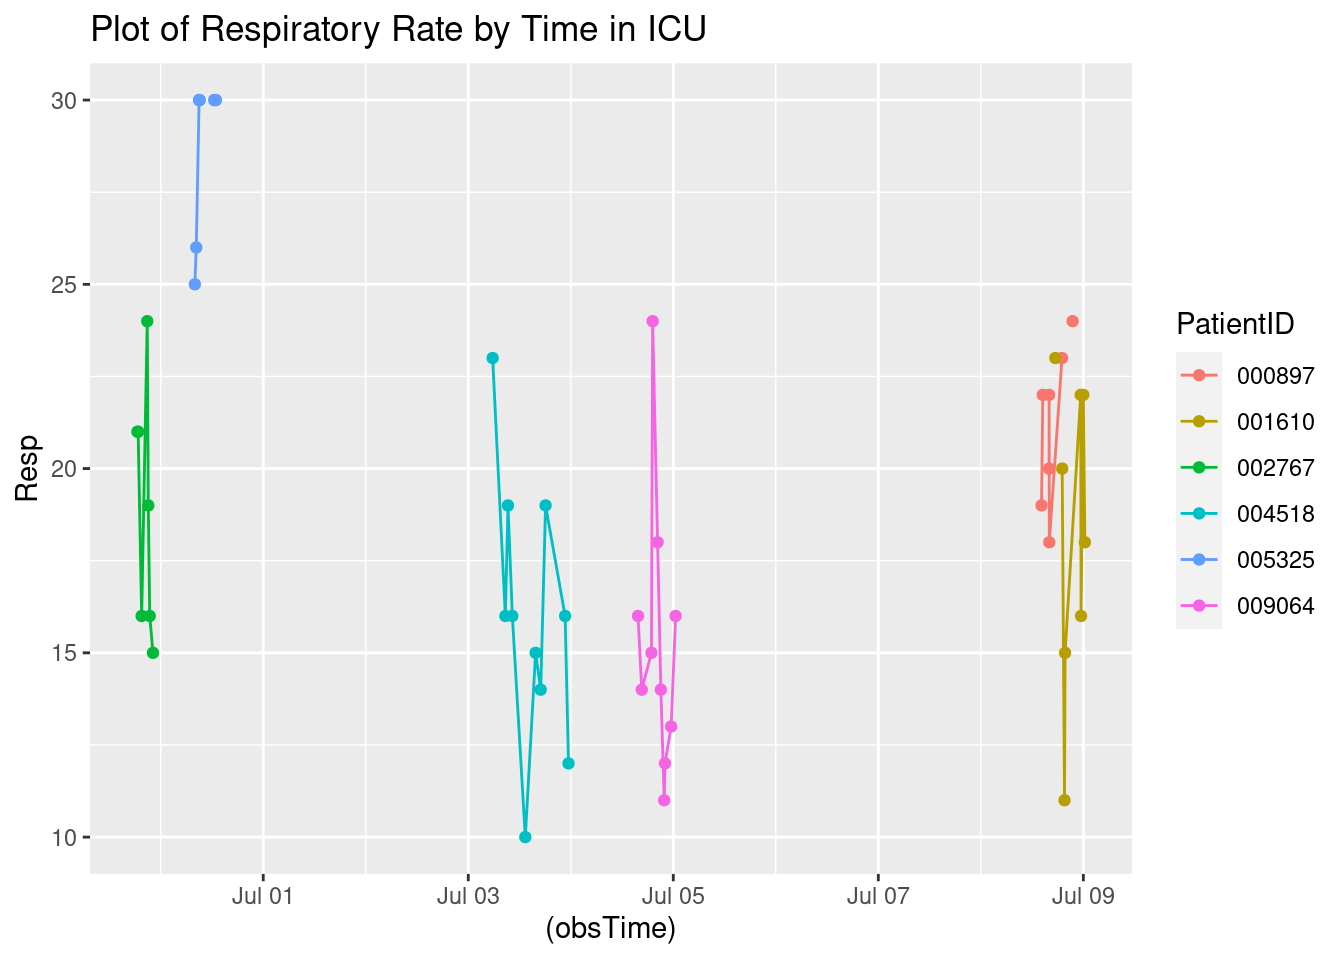 Plot of Respiratory Rate by Time in ICU
30
25
20
15
10
Resp
Jul 01 Jul 03 Jul 05 Jul 07 Jul 09
(obsTime)
PatientID
000897
001610
002767
004518
005325
009064